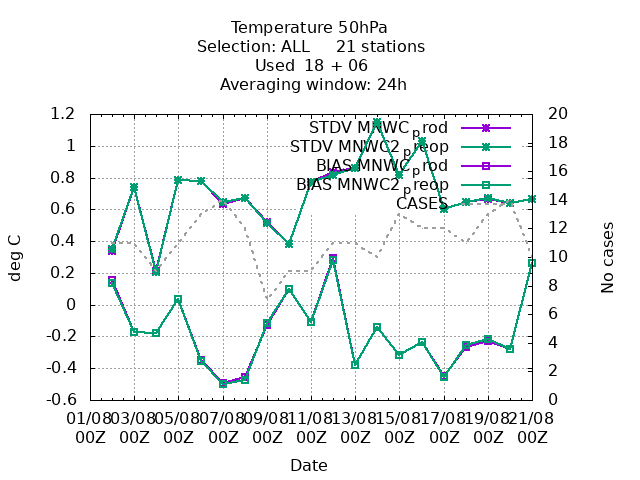 Temperature 50hPa
Selection: ALL 21 stations
Used 18 + 06
Averaging window: 24h
1.2
1
0.8
0.6
0.4
0.2
0
-0.2
-0.4
-0.6
deg C
20
18
16
14
12
10
8
6
4
2
0
No cases
STDV MNWCprod
STDV MNWC2preop
BIAS MNWCprod
BIAS MNWC2preop
CASES
01/08 03/08 05/08 07/08 09/08 11/08 13/08 15/08 17/08 19/08 21/08
00Z 00Z 00Z 00Z 00Z 00Z 00Z 00Z 00Z 00Z 00Z
Date